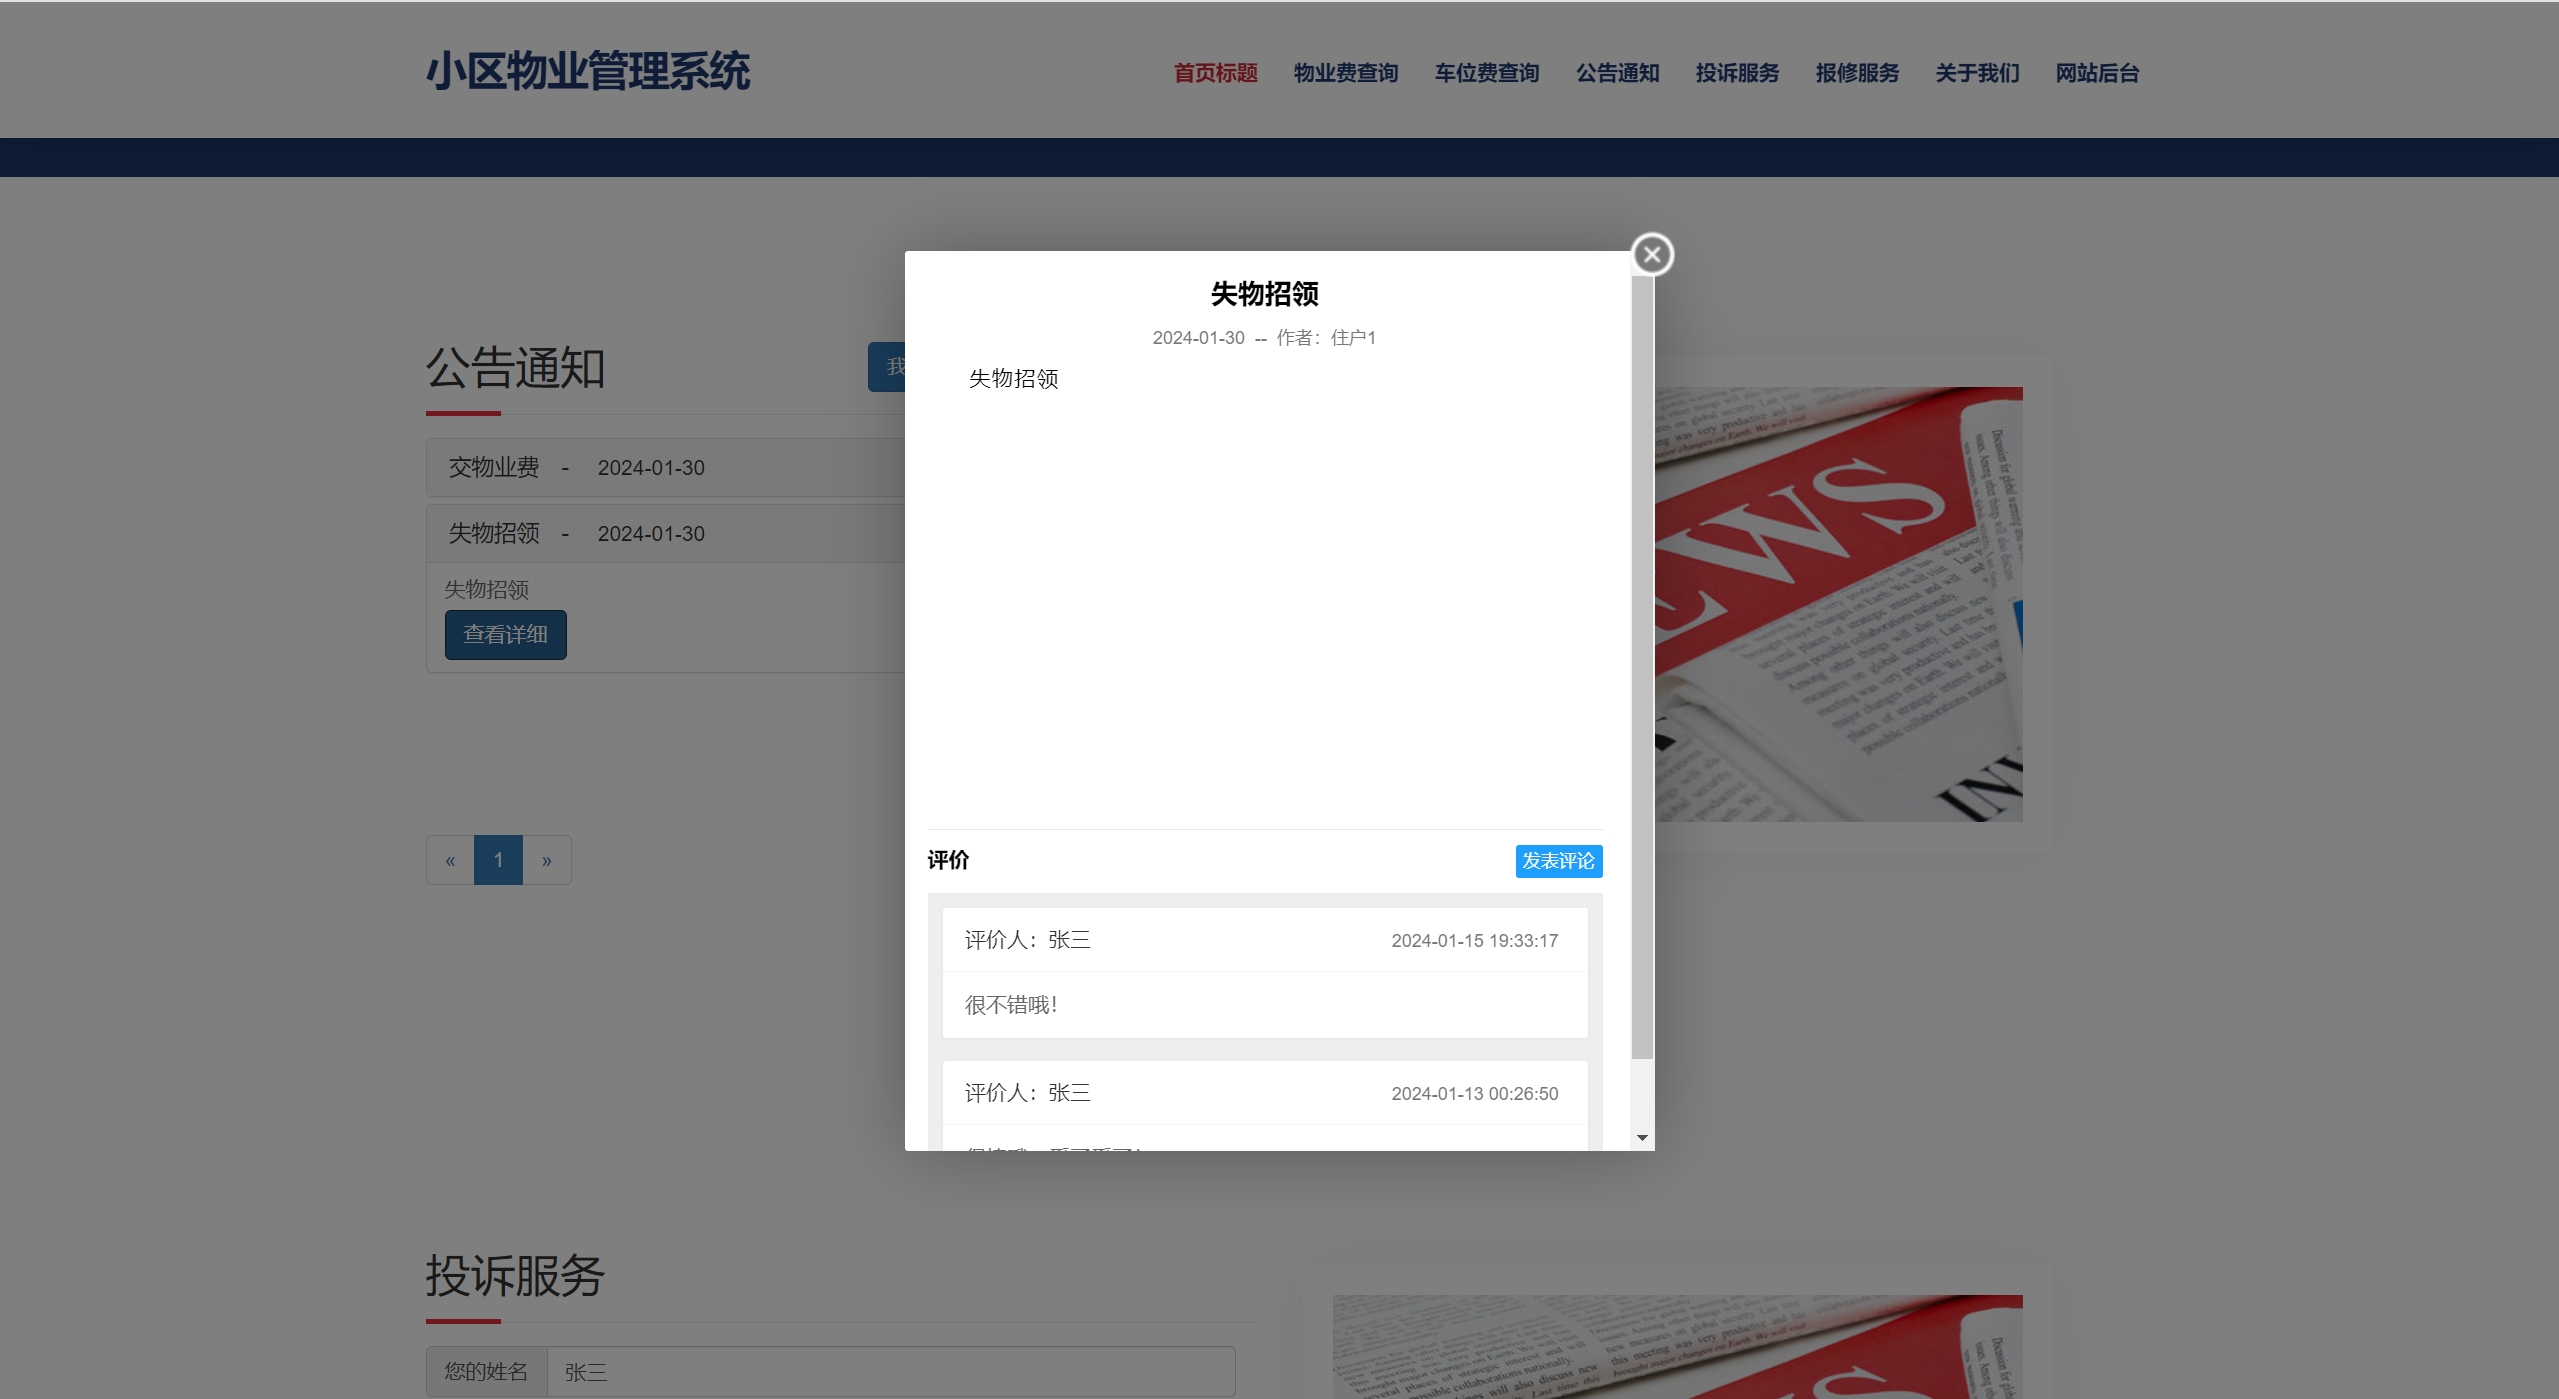 小区物业管理系统
首页标题 物业费查询 车位费查询 公告通知 投诉服务 报修服务 关于我们 网站后台
公告通知
我
交物业费 - 2024-01-30
失物招领 - 2024-01-30
失物招领
查看详细
« 1 »
失物招领
2024-01-30 -- 作者：住户1
失物招领
评价
发表评论
评价人：张三 2024-01-15 19:33:17
很不错哦！
评价人：张三 2024-01-13 00:26:50
EWS
投诉服务
您的姓名 张三